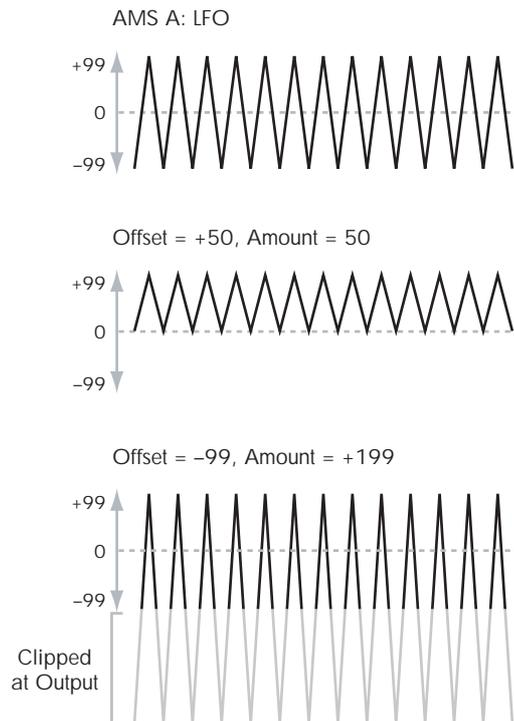 AMS A: LFO
+99
0
–99
Offset = +50, Amount = 50
+99
0
–99
Offset = –99, Amount = +199
+99
0
–99
Clipped
at Output